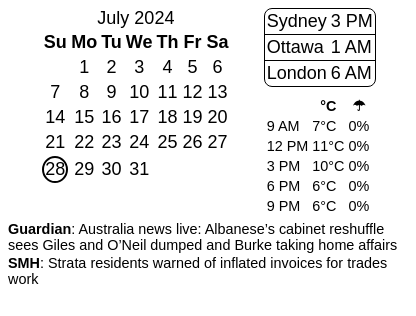 July 2024
Su Mo Tu We Th Fr Sa
1 2 3 4 5 6
7 8 9 10 11 12 13
14 15 16 17 18 19 20
21 22 23 24 25 26 27
28 29 30 31
Sydney 3 PM
Ottawa 1 AM
London 6 AM
°C ☂
9 AM 7°C 0%
12 PM 11°C 0%
3 PM 10°C 0%
6 PM 6°C 0%
9 PM 6°C 0%
Guardian: Australia news live: Albanese’s cabinet reshuffle
sees Giles and O’Neil dumped and Burke taking home affairs
SMH: Strata residents warned of inflated invoices for trades
work